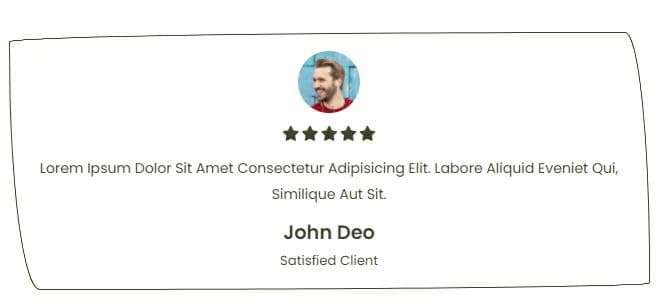 Lorem Ipsum Dolor Sit Amet Consectetur Adipisicing Elit. Labore Aliquid Eveniet Qui,
Similique Aut Sit.
John Deo
Satisfied Client